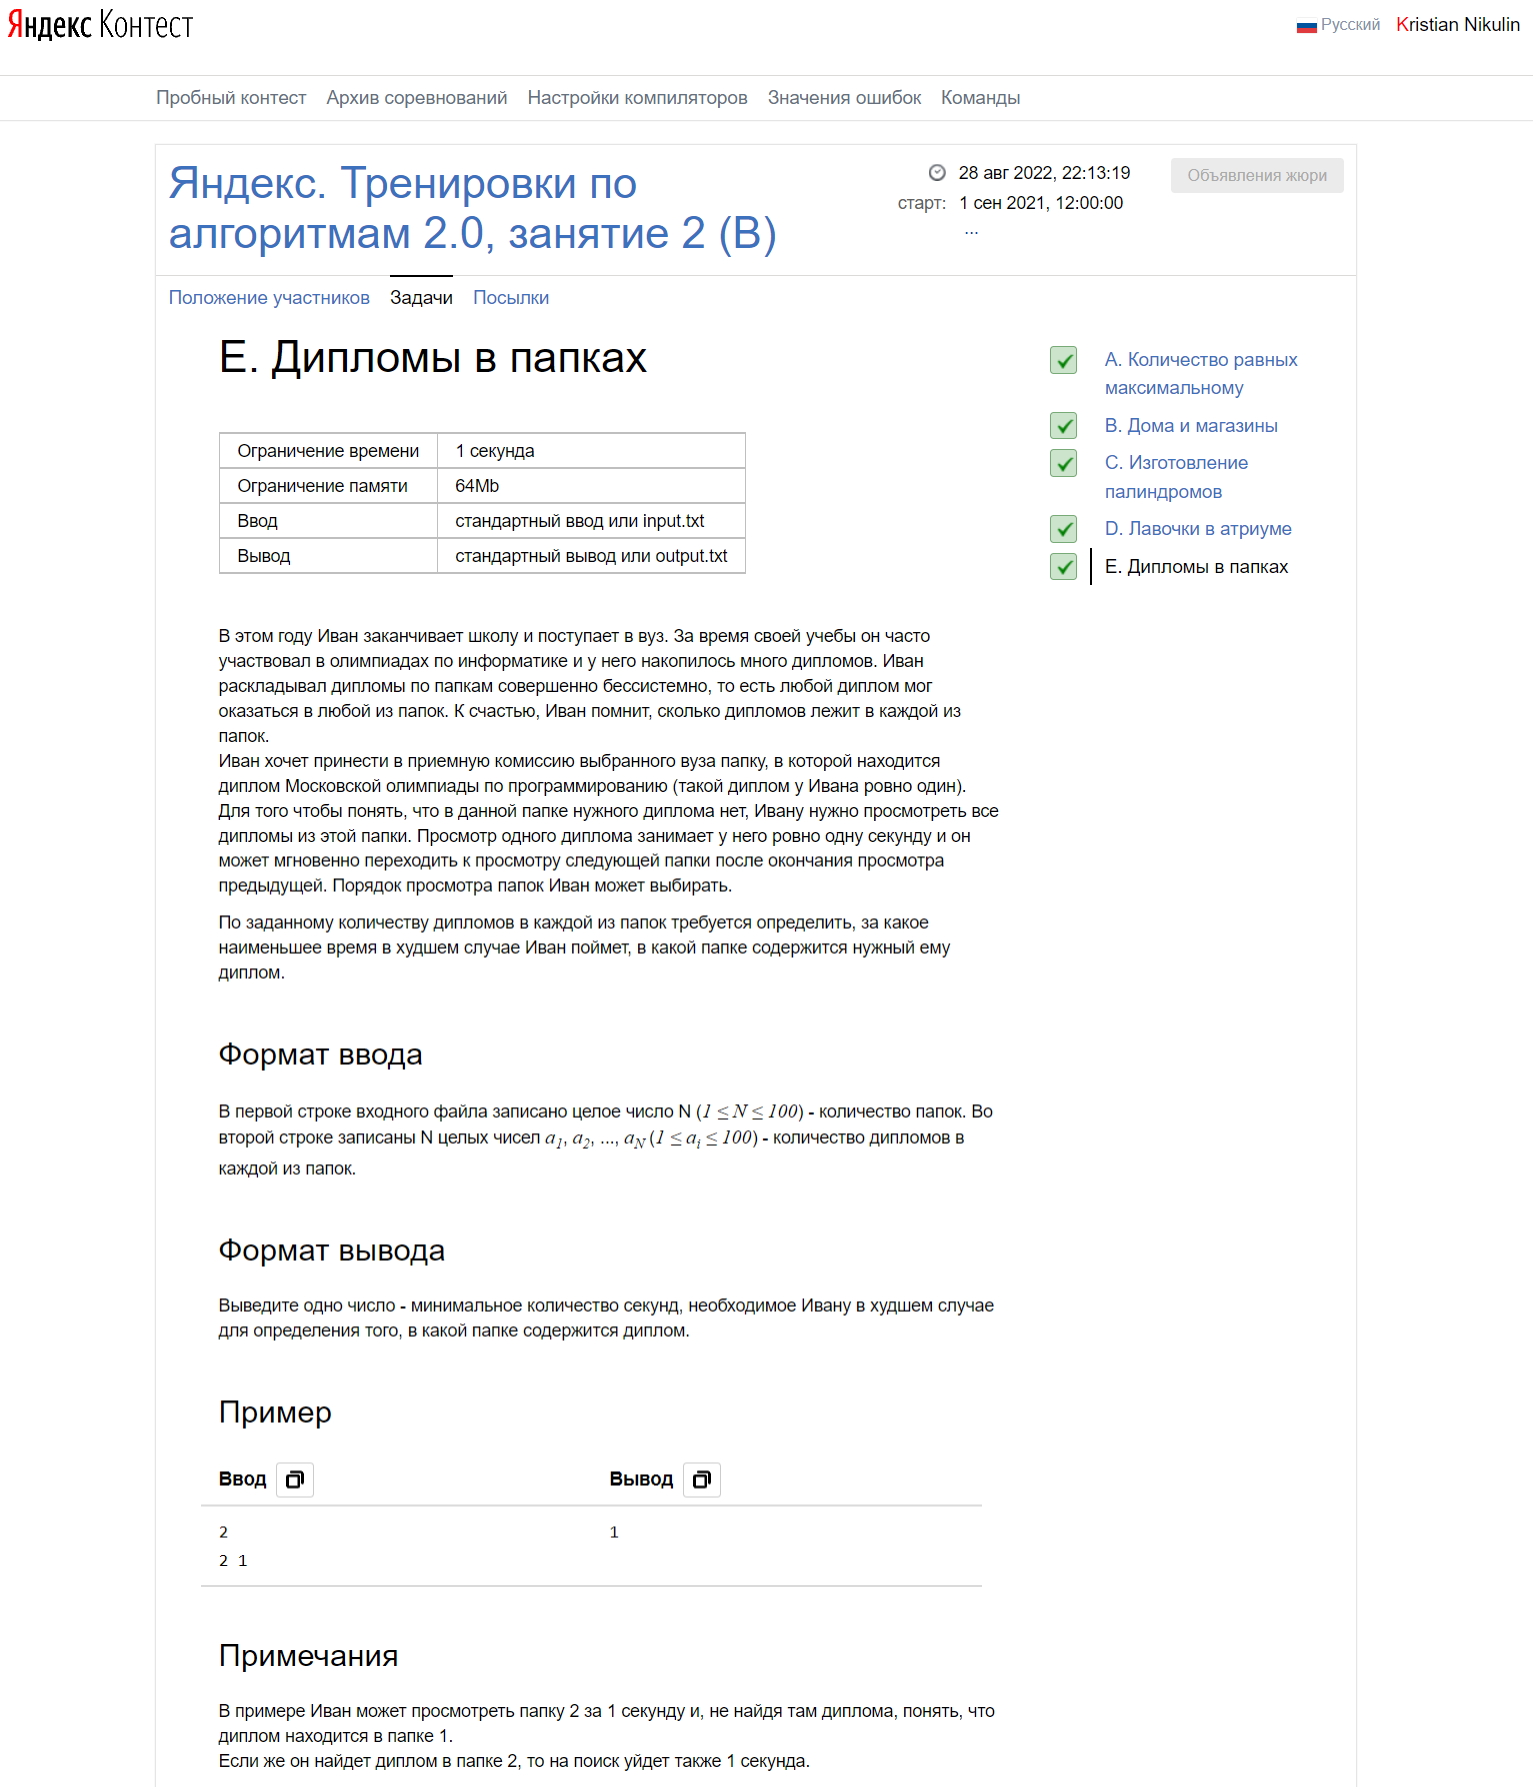 Яндекс Контест
Русский Kristian Nikulin
Пробный контест Архив соревнований Настройки компиляторов Значения ошибок Команды
Яндекс. Тренировки по
алгоритмам 2.0, занятие 2 (B)
28 авг 2022, 22:13:19
старт: 1 сен 2021, 12:00:00
...
Объявления жюри
Положение участников Задачи Посылки
E. Дипломы в папках
Ограничение времени 1 секунда
Ограничение памяти 64Mb
Ввод стандартный ввод или input.txt
Вывод стандартный вывод или output.txt
В этом году Иван заканчивает школу и поступает в вуз. За время своей учебы он часто
участвовал в олимпиадах по информатике и у него накопилось много дипломов. Иван
раскладывал дипломы по папкам совершенно бессистемно, то есть любой диплом мог
оказаться в любой из папок. К счастью, Иван помнит, сколько дипломов лежит в каждой из
папок.
Иван хочет принести в приемную комиссию выбранного вуза папку, в которой находится
диплом Московской олимпиады по программированию (такой диплом у Ивана ровно один).
Для того чтобы понять, что в данной папке нужного диплома нет, Ивану нужно просмотреть все
дипломы из этой папки. Просмотр одного диплома занимает у него ровно одну секунду и он
может мгновенно переходить к просмотру следующей папки после окончания просмотра
предыдущей. Порядок просмотра папок Иван может выбирать.
По заданному количеству дипломов в каждой из папок требуется определить, за какое
наименьшее время в худшем случае Иван поймет, в какой папке содержится нужный ему
диплом.
Формат ввода
В первой строке входного файла записано целое число N (1 ≤ N ≤ 100) - количество папок. Во
второй строке записаны N целых чисел a1, a2, ..., aN (1 ≤ ai ≤ 100) - количество дипломов в
каждой из папок.
Формат вывода
Выведите одно число - минимальное количество секунд, необходимое Ивану в худшем случае
для определения того, в какой папке содержится диплом.
Пример
Ввод Вывод
2 1
2 1
Примечания
В примере Иван может просмотреть папку 2 за 1 секунду и, не найдя там диплома, понять, что
диплом находится в папке 1.
Если же он найдет диплом в папке 2, то на поиск уйдет также 1 секунда.
A. Количество равных
максимальному
B. Дома и магазины
C. Изготовление
палиндромов
D. Лавочки в атриуме
E. Дипломы в папках